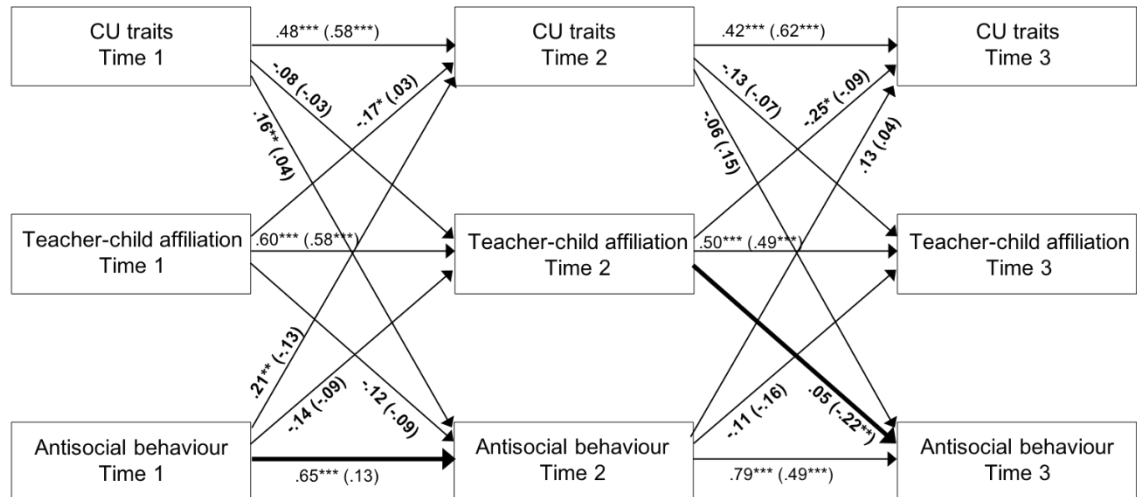 CU traits
Time 1
.48*** (.58***)
CU traits
Time 2
.42*** (.62***)
CU traits
Time 3
-.08 (-.03)
-.17* (.03)
.16** (.04)
-.13 (-.07)
-.25* (-.09)
-.06 (.15)
.13 (.04)
Teacher-child affiliation
Time 1
.60*** (.58***)
Teacher-child affiliation
Time 2
.50*** (.49***)
Teacher-child affiliation
Time 3
.21** (-.13)
-.14 (-.09)
-.12 (-.09)
-.11 (-.16)
.05 (-.22**)
Antisocial behaviour
Time 1
.65*** (.13)
Antisocial behaviour
Time 2
.79*** (.49***)
Antisocial behaviour
Time 3